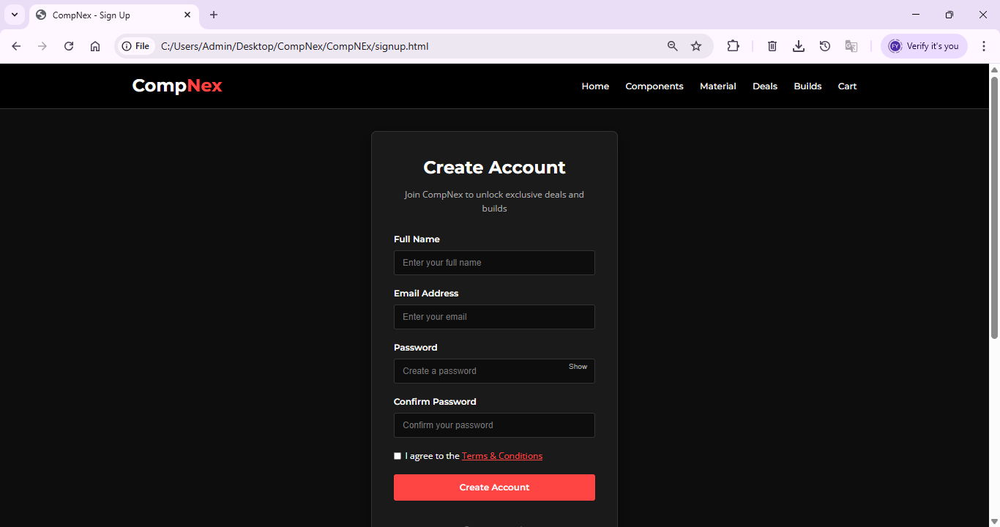 CompNex - Sign Up
File
C:/Users/Admin/Desktop/CompNex/CompNEx/signup.html
FY
Verify it's you
CompNex
Home
Components
Material
Deals
Builds
Cart
Create Account
Join CompNex to unlock exclusive deals and
builds
Full Name
Enter your full name
Email Address
Enter your email
Password
Create a password
Show
Confirm Password
Confirm your password
I agree to the Terms & Conditions
Create Account